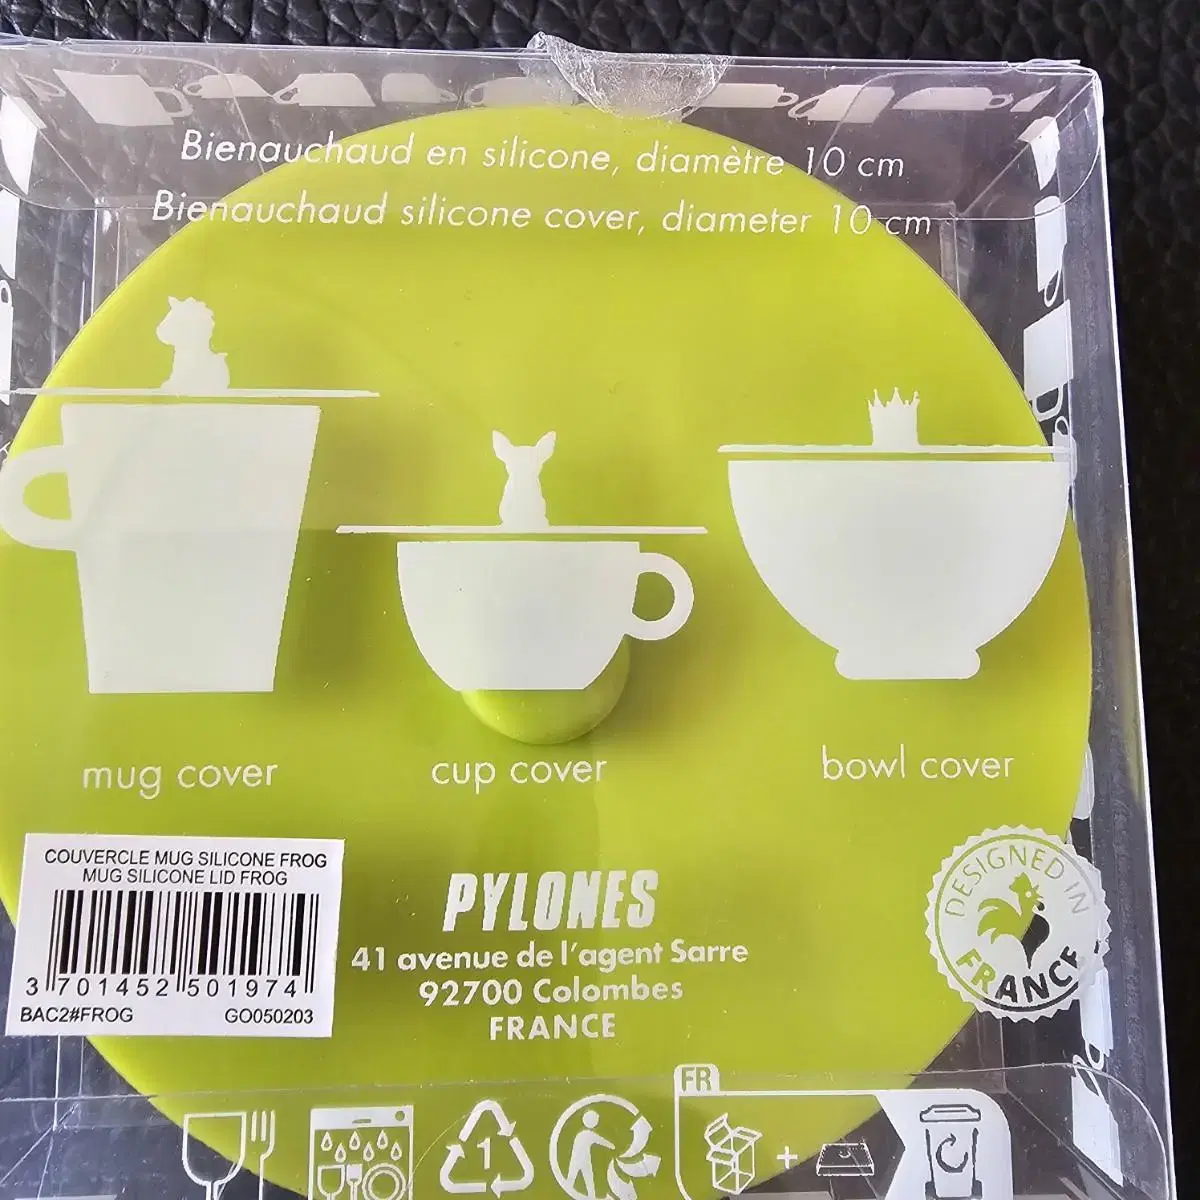 Bienauchaud en silicone, diamètre 10 cm
Bienauchaud silicone cover, diameter 10 cm
mug cover
cup cover
bowl cover
COUVERCLE MUG SILICONE FROG
MUG SILICONE LID FROG
3 701452 501974
BAC2#FROG GO050203
PYLONES
41 avenue de l'agent Sarre
92700 Colombes
FRANCE
DESIGNED IN
FRANCE
FR
1
+